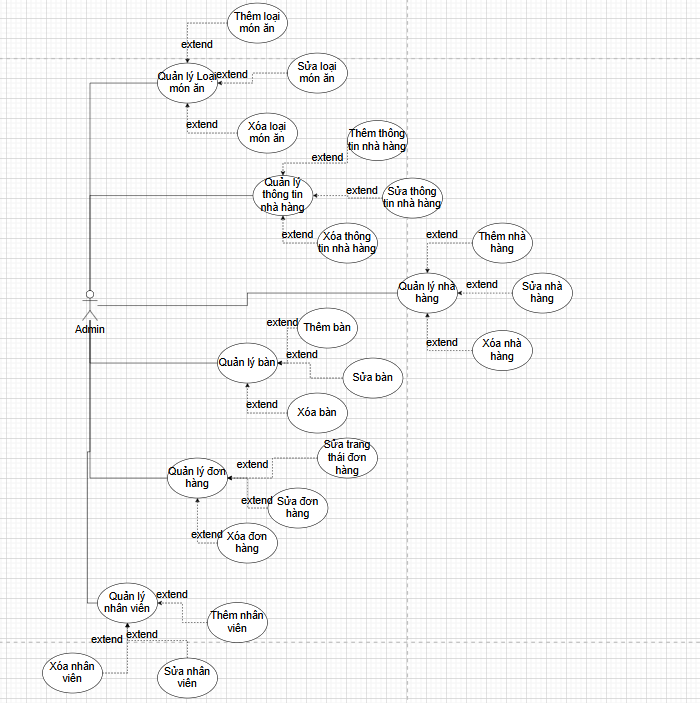 Thêm loại
món ăn
extend
Sửa loại
món ăn
extend
Quản lý Loại
món ăn
extend
Xóa loại
món ăn
Thêm thông
tin nhà hàng
extend
Quản lý
thông tin
nhà hàng
extend
Sửa thông
tin nhà hàng
extend
Xóa thông
tin nhà hàng
extend
Thêm nhà
hàng
Quản lý nhà
hàng
extend
Sửa nhà
hàng
extend
Xóa nhà
hàng
Admin
extend
Thêm bàn
Quản lý bàn
extend
Sửa bàn
extend
Xóa bàn
Sửa trang
thái đơn
hàng
extend
Quản lý đơn
hàng
extend
Sửa đơn
hàng
extend
Xóa đơn
hàng
Quản lý
nhân viên
extend
Thêm nhân
viên
extend
extend
Xóa nhân
viên
Sửa nhân
viên